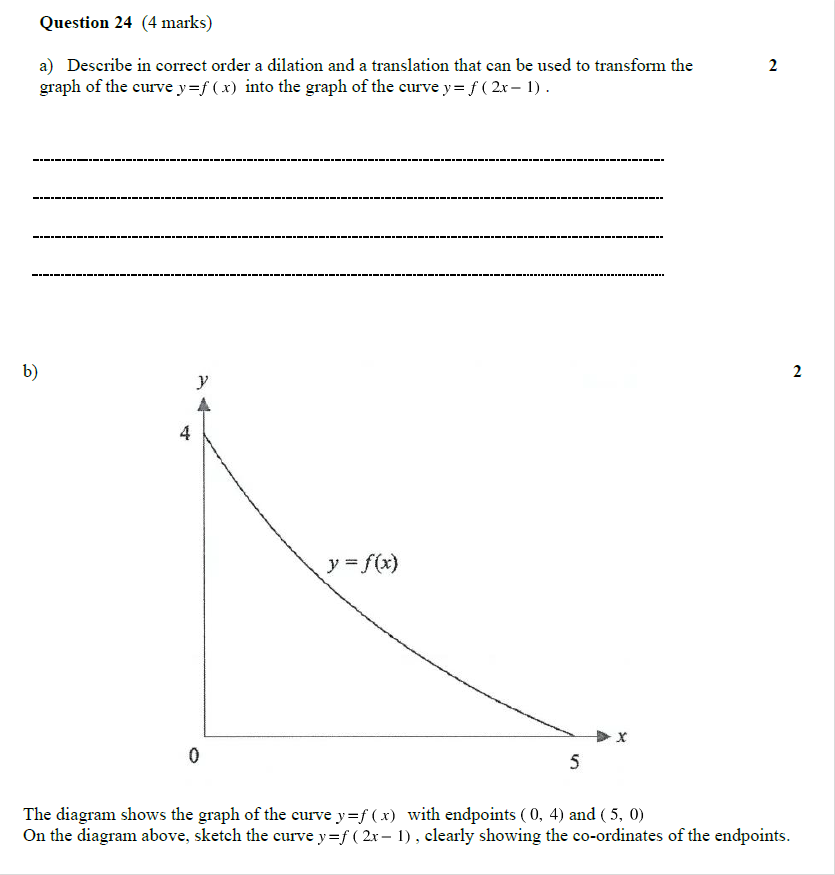 Question 24 (4 marks)
a) Describe in correct order a dilation and a translation that can be used to transform the 2
graph of the curve y=f(x) into the graph of the curve y= f(2x– 1).
b) 2
y
4
y = f(x)
x
0
5
The diagram shows the graph of the curve y=f(x) with endpoints ( 0, 4) and ( 5, 0)
On the diagram above, sketch the curve y=f(2x– 1), clearly showing the co-ordinates of the endpoints.